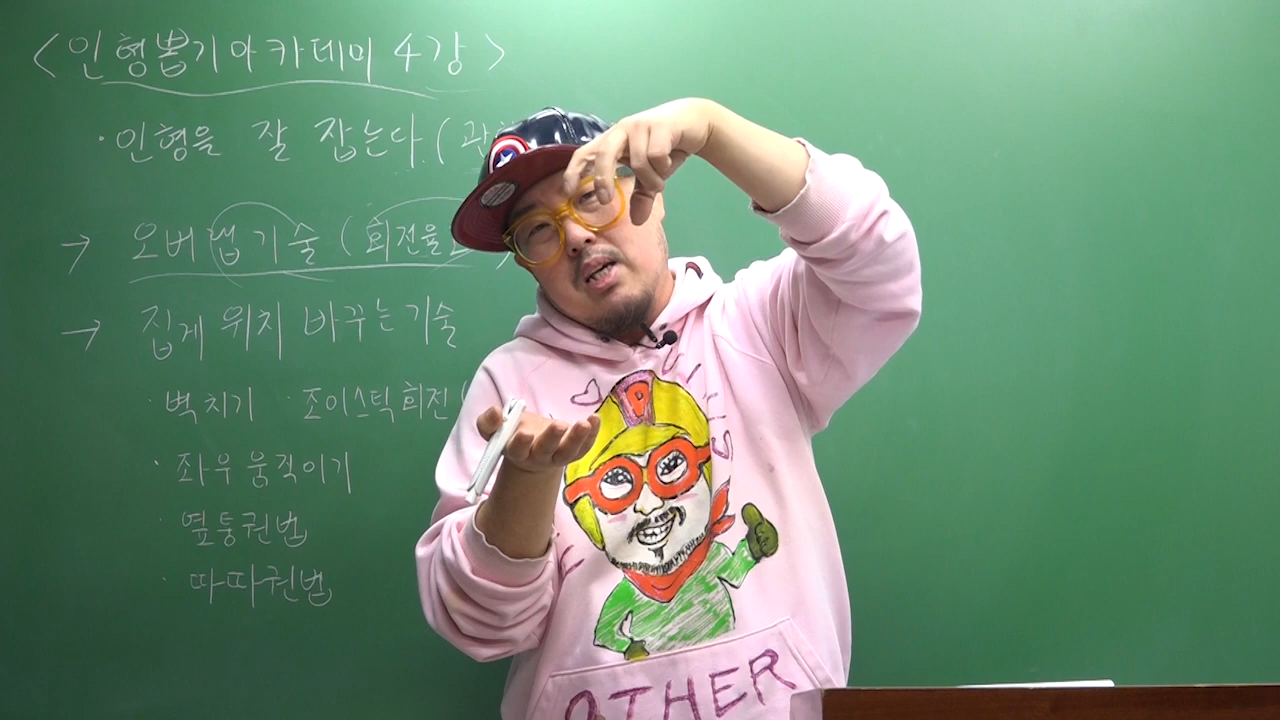 <인형뽑기아카데미 4강>
·인형을 잘 잡는다.(
→ 오버랩기술(회전율
→ 집게 위치 바꾸는기술
·벽치기 ·조이스틱회전(
·좌우 움직이기
·옆통권법
·따따권법
D
OTHER